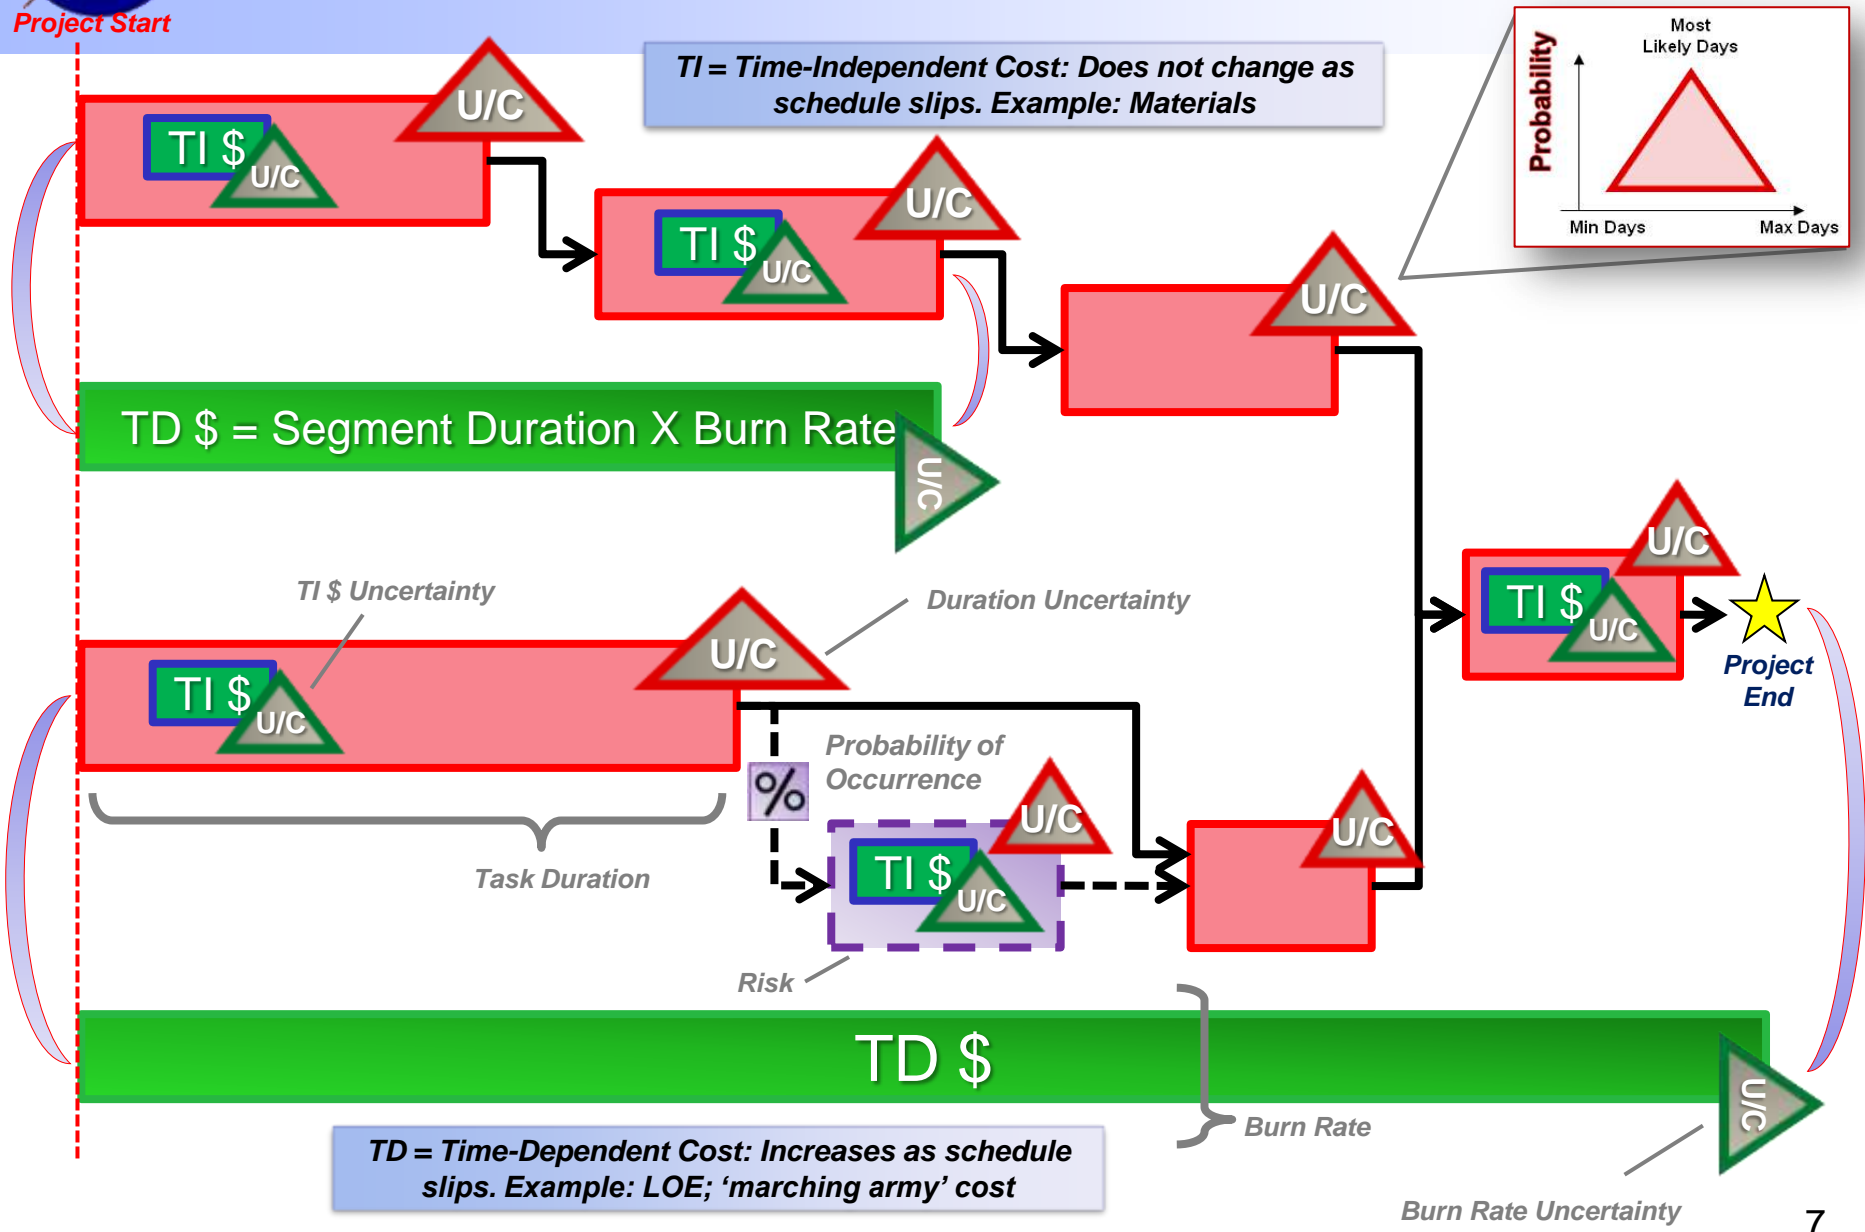 Project Start
TI = Time-Independent Cost: Does not change as
schedule slips. Example: Materials
Most
Likely Days
Probability
Min Days
Max Days
U/C
TI $
U/C
U/C
TI $
U/C
U/C
TD $ = Segment Duration X Burn Rate
U/C
TI $ Uncertainty
Duration Uncertainty
U/C
TI $
U/C
U/C
TI $
U/C
Project
End
Probability of
Occurrence
%
Task Duration
U/C
TI $
U/C
U/C
Risk
TD $
U/C
Burn Rate
TD = Time-Dependent Cost: Increases as schedule
slips. Example: LOE; ‘marching army’ cost
Burn Rate Uncertainty
7